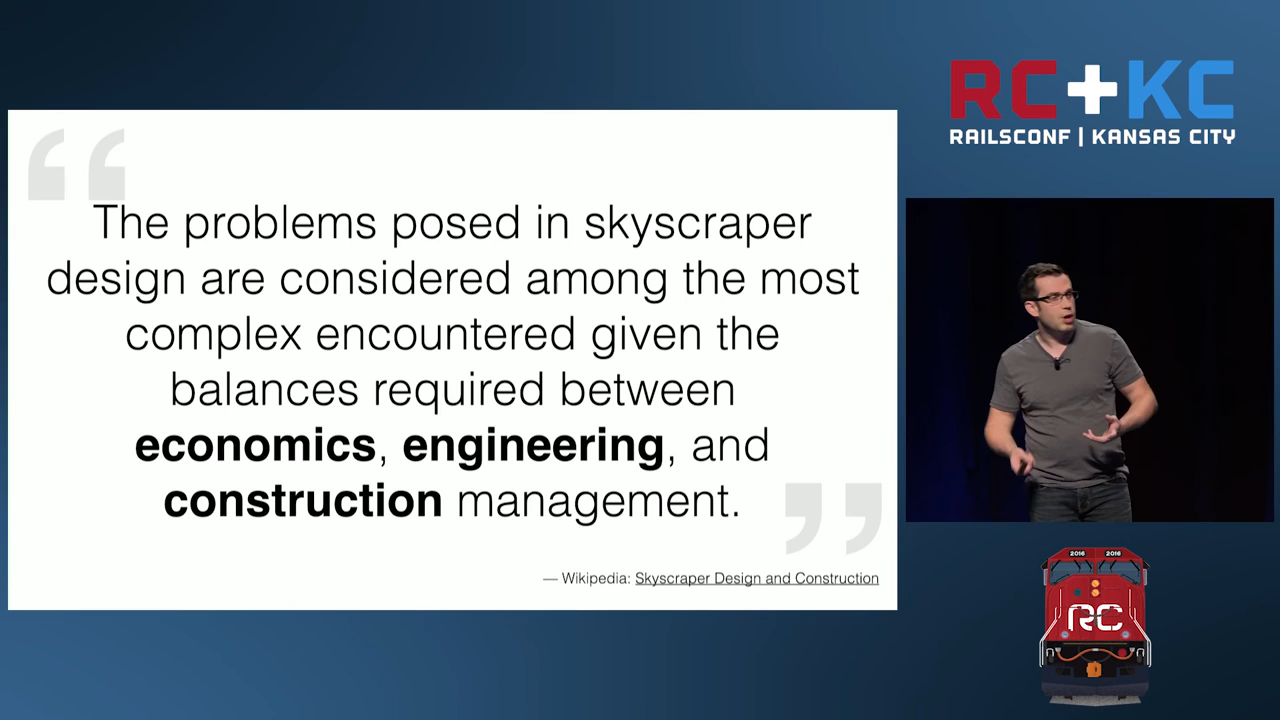 RC+KC
RAILSCONF | KANSAS CITY
“
The problems posed in skyscraper
design are considered among the most
complex encountered given the
balances required between
economics, engineering, and
construction management.
”
— Wikipedia: Skyscraper Design and Construction
2016 2016
RC